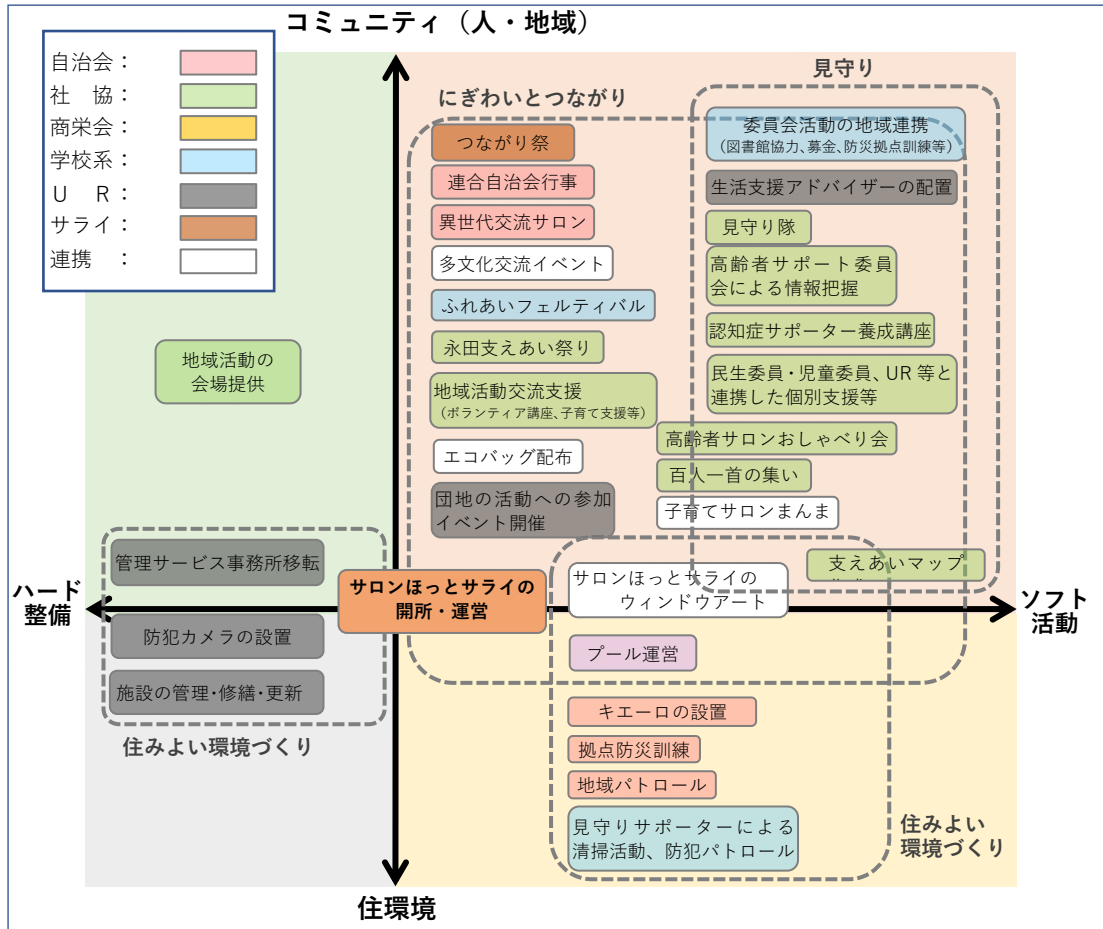 コミュニティ（人・地域）
自治会：
社　協：
商栄会：
学校系：
U　R：
サライ：
連携　：
見守り
にぎわいとつながり
つながり祭
連合自治会行事
異世代交流サロン
多文化交流イベント
ふれあいフェルティバル
永田支えあい祭り
地域活動交流支援
（ボランティア講座、子育て支援等）
エコバッグ配布
団地の活動への参加
イベント開催
委員会活動の地域連携
（図書館協力、募金、防災拠点訓練等）
生活支援アドバイザーの配置
見守り隊
高齢者サポート委員
会による情報把握
認知症サポーター養成講座
民生委員・児童委員、UR 等と
連携した個別支援等
高齢者サロンおしゃべり会
百人一首の集い
子育てサロンまんま
支えあいマップ
地域活動の
会場提供
管理サービス事務所移転
ハード
整備
サロンほっとサライの
開所・運営
サロンほっとサライの
ウィンドウアート
ソフト
活動
防犯カメラの設置
施設の管理・修繕・更新
住みよい環境づくり
プール運営
キエーロの設置
拠点防災訓練
地域パトロール
見守りサポーターによる
清掃活動、防犯パトロール
住みよい
環境づくり
住環境